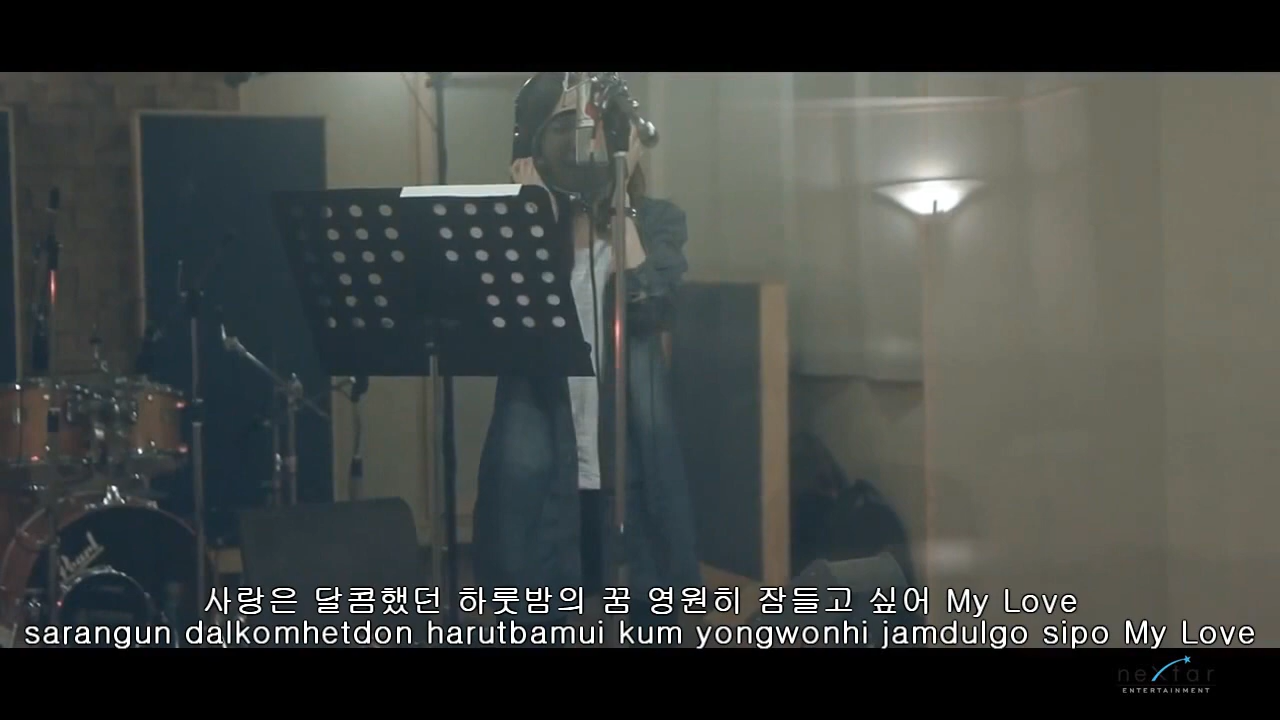 사랑은 달콤했던 하룻밤의 꿈 영원히 잠들고 싶어 My Love
sarangun dalkomhetdon harutbamui kum yongwonhi jamdulgo sipo My Love
Pearl
neXtar
ENTERTAINMENT